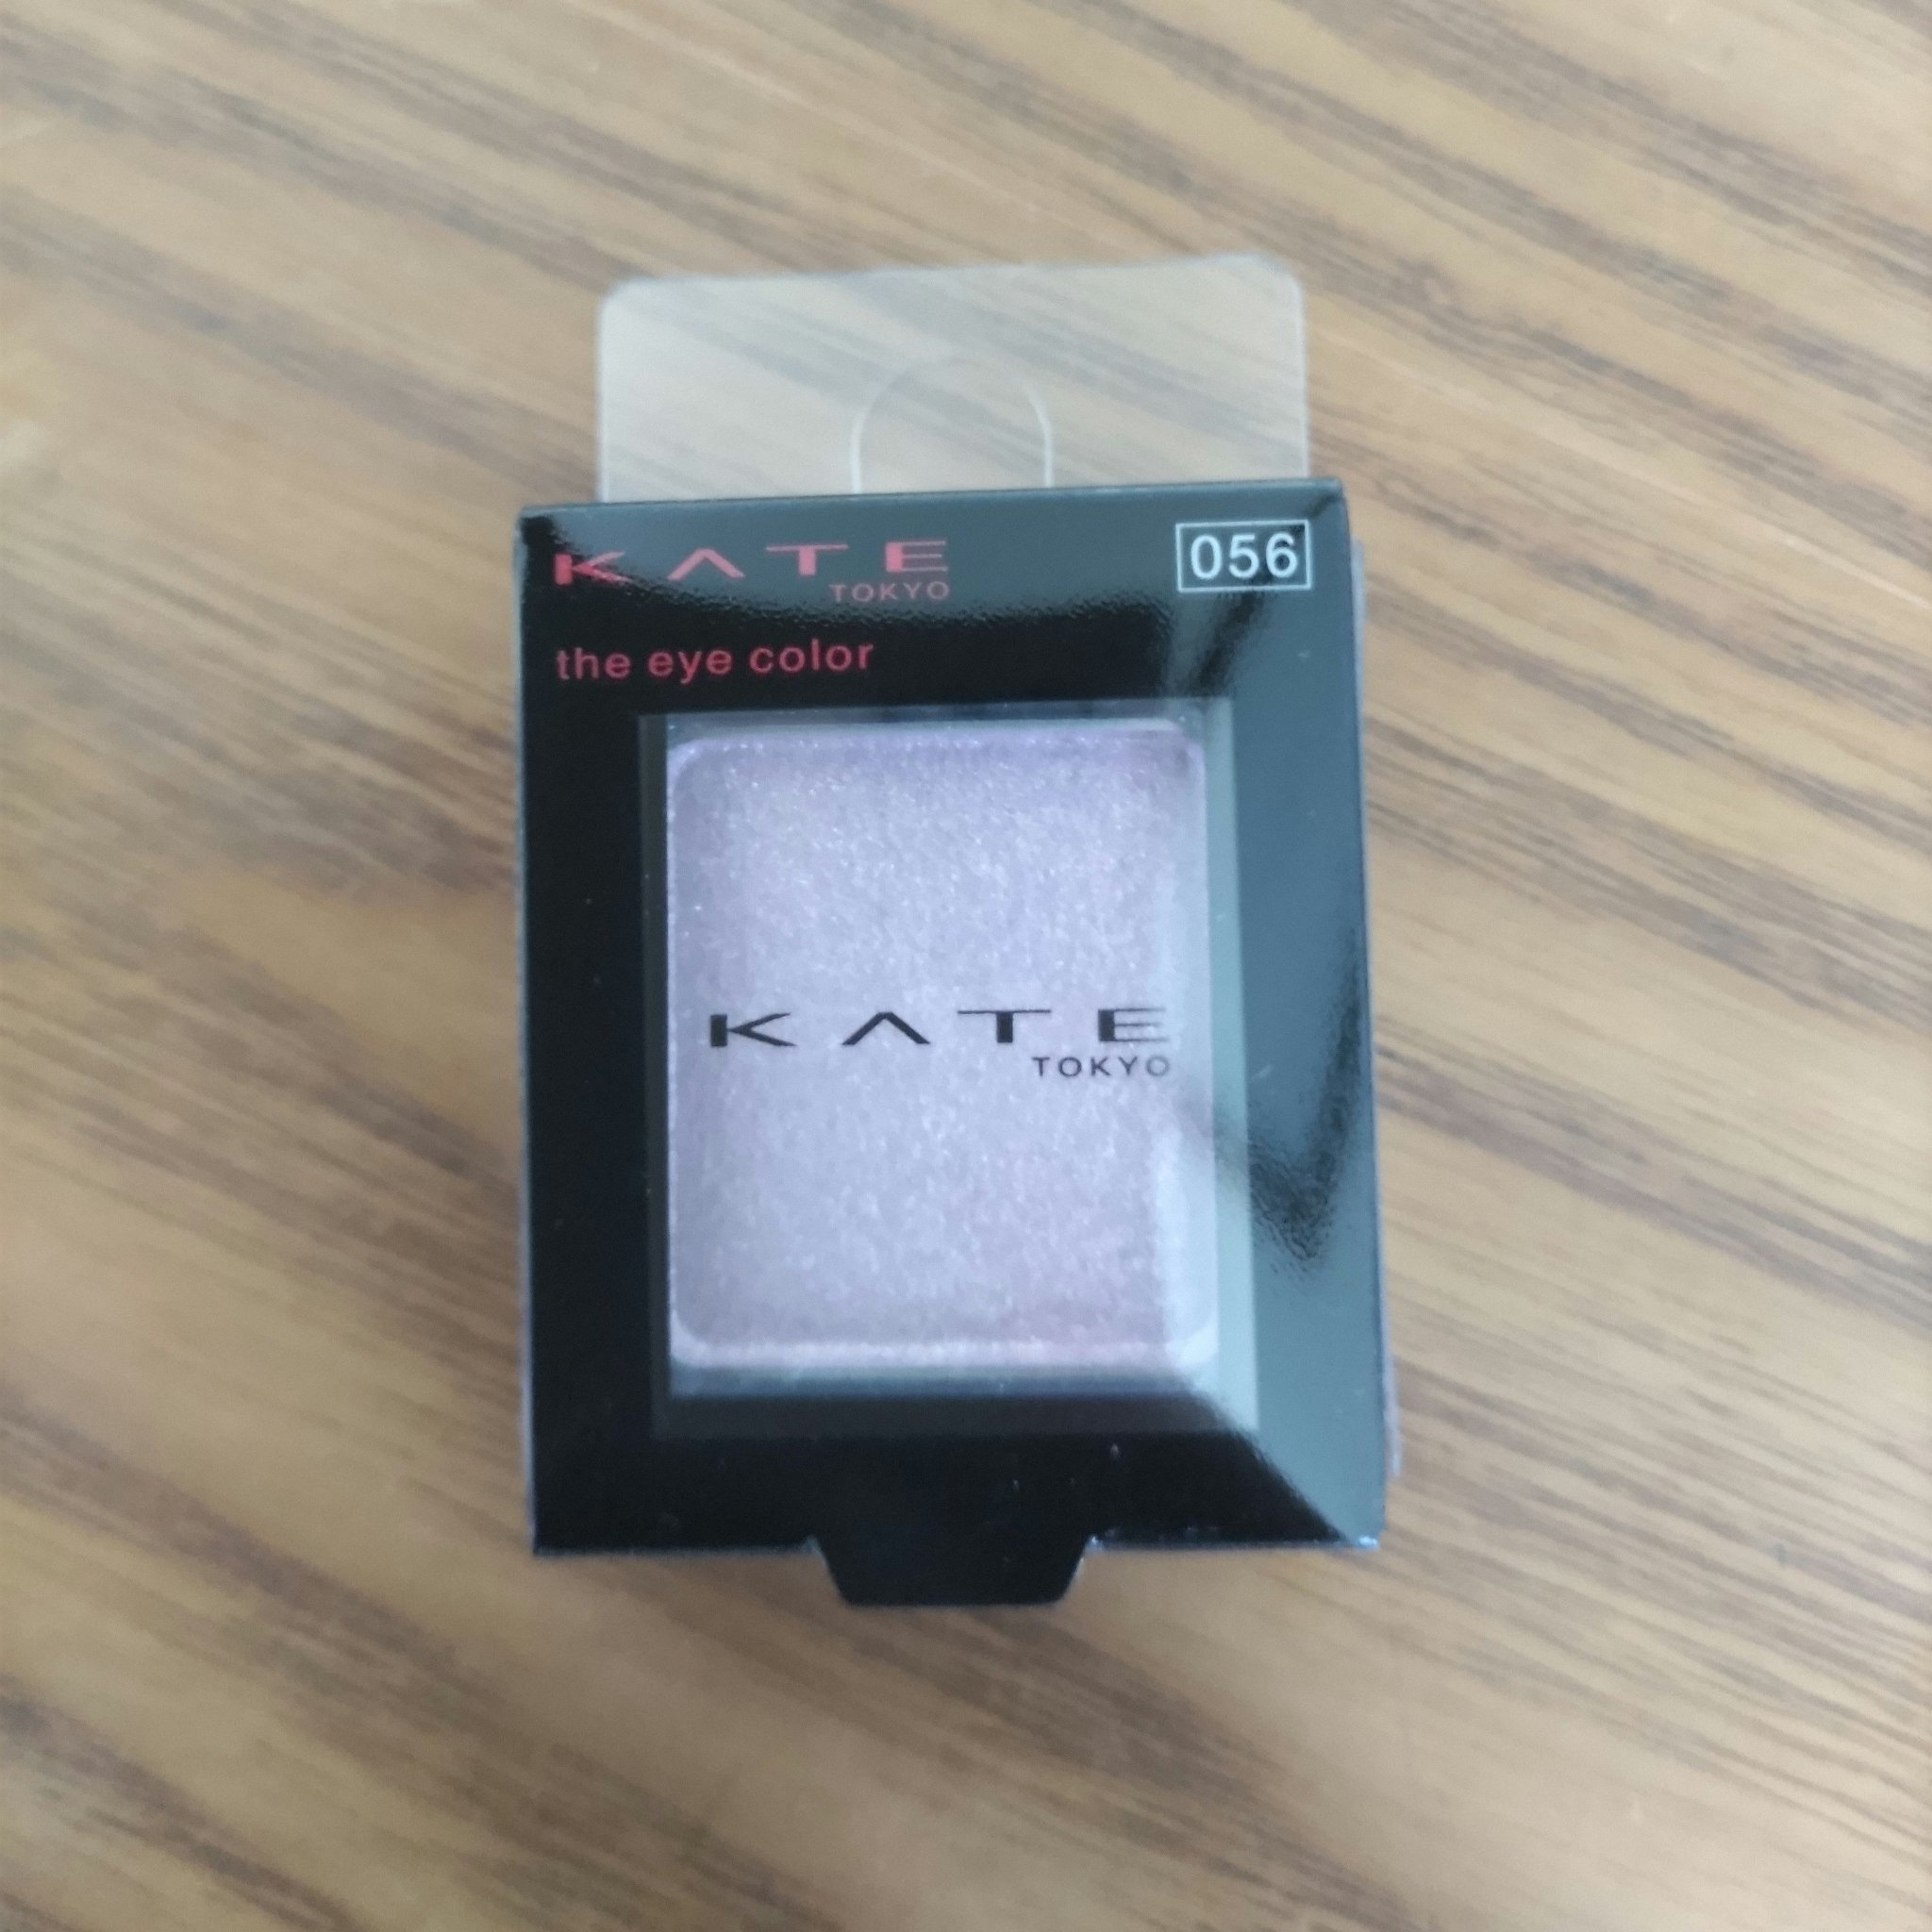 KATE
TOKYO
056
the eye color
KATE
TOKYO